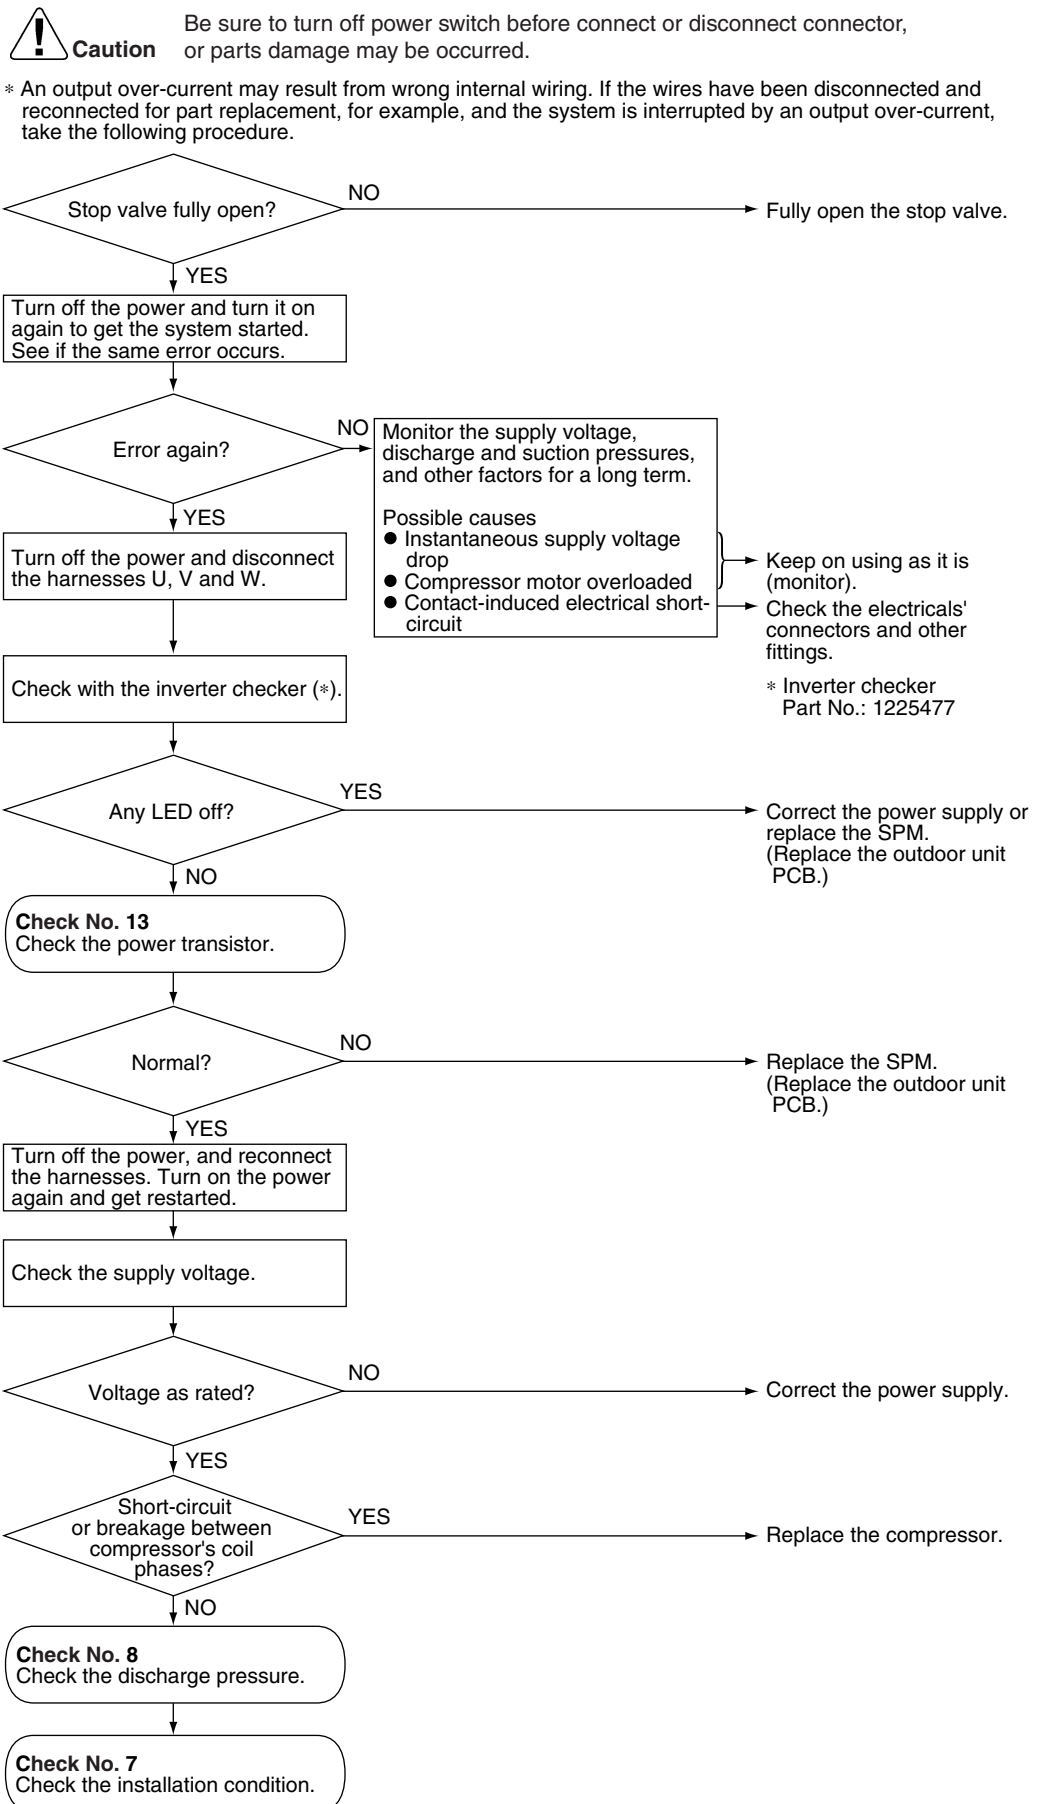 Caution
Be sure to turn off power switch before connect or disconnect connector,
or parts damage may be occurred.
* An output over-current may result from wrong internal wiring. If the wires have been disconnected and
reconnected for part replacement, for example, and the system is interrupted by an output over-current,
take the following procedure.
Stop valve fully open?
NO
Fully open the stop valve.
YES
Turn off the power and turn it on
again to get the system started.
See if the same error occurs.
Error again?
NO
Monitor the supply voltage,
discharge and suction pressures,
and other factors for a long term.
Possible causes
● Instantaneous supply voltage
drop
● Compressor motor overloaded
● Contact-induced electrical short-
circuit
Keep on using as it is
(monitor).
Check the electricals'
connectors and other
fittings.
* Inverter checker
Part No.: 1225477
YES
Turn off the power and disconnect
the harnesses U, V and W.
Check with the inverter checker (*).
Any LED off?
YES
Correct the power supply or
replace the SPM.
(Replace the outdoor unit
PCB.)
NO
Check No. 13
Check the power transistor.
Normal?
NO
Replace the SPM.
(Replace the outdoor unit
PCB.)
YES
Turn off the power, and reconnect
the harnesses. Turn on the power
again and get restarted.
Check the supply voltage.
Voltage as rated?
NO
Correct the power supply.
YES
Short-circuit
or breakage between
compressor's coil
phases?
YES
Replace the compressor.
NO
Check No. 8
Check the discharge pressure.
Check No. 7
Check the installation condition.